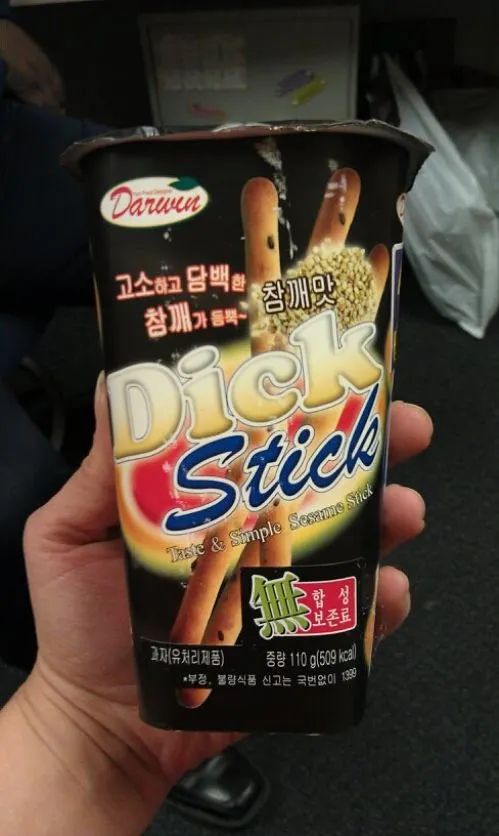 Darwin
고소하고 담백한
참깨가 듬뿍~
참깨맛
Dick
Stick
Taste & Simple Sesame Stick
無 합성
보존료
과자(유처리제품) 중량 110 g(509 kcal)
*부정, 불량식품 신고는 국번없이 1399